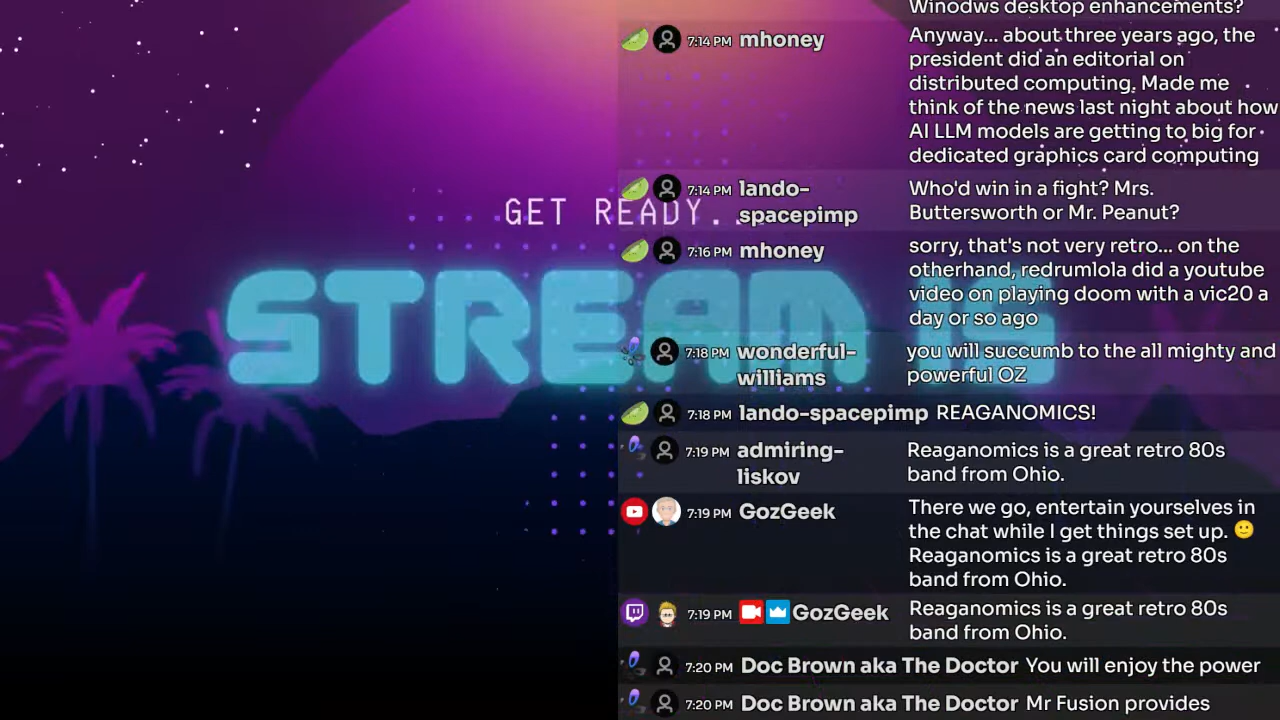 Winodws desktop enhancements?
7:14 PM mhoney Anyway... about three years ago, the
president did an editorial on
distributed computing. Made me
think of the news last night about how
AI LLM models are getting to big for
dedicated graphics card computing
7:14 PM lando-
spacepimp
Who'd win in a fight? Mrs.
Buttersworth or Mr. Peanut?
GET READY...
7:16 PM mhoney sorry, that's not very retro... on the
otherhand, redrumlola did a youtube
video on playing doom with a vic20 a
day or so ago
STREAM IS
7:18 PM wonderful-
williams
you will succumb to the all mighty and
powerful OZ
7:18 PM lando-spacepimp REAGANOMICS!
7:19 PM admiring-
liskov
Reaganomics is a great retro 80s
band from Ohio.
7:19 PM GozGeek There we go, entertain yourselves in
the chat while I get things set up. 🙂
Reaganomics is a great retro 80s
band from Ohio.
7:19 PM GozGeek Reaganomics is a great retro 80s
band from Ohio.
7:20 PM Doc Brown aka The Doctor You will enjoy the power
7:20 PM Doc Brown aka The Doctor Mr Fusion provides